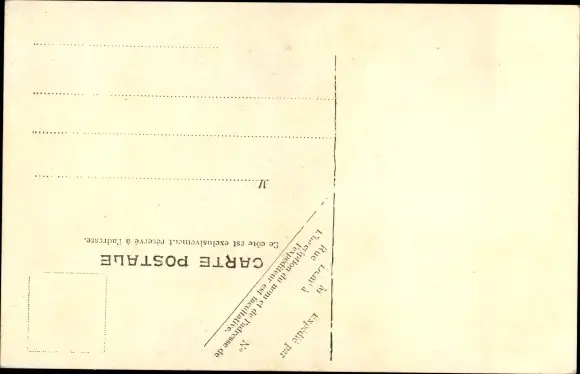 CARTE POSTALE
Ce côté est exclusivement réservé à l'adresse.
M
Expédié par
M
Rue
N°
L'inscription du nom et de l'adresse de
l'expéditeur est facultative.